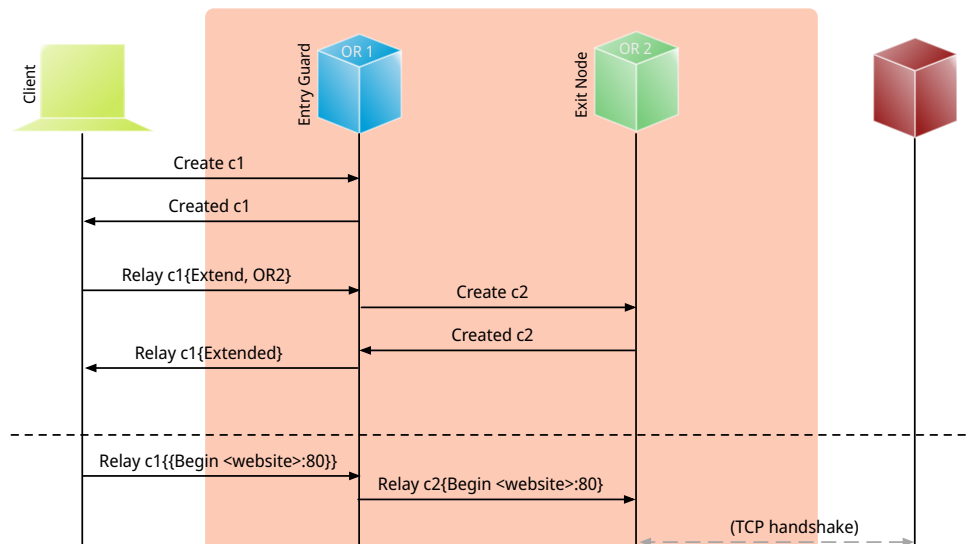 Client
Entry Guard
OR 1
Exit Node
OR 2
Create c1
Created c1
Relay c1{Extend, OR2}
Create c2
Created c2
Relay c1{Extended}
Relay c1{{Begin <website>:80}}
Relay c2{Begin <website>:80}
(TCP handshake)